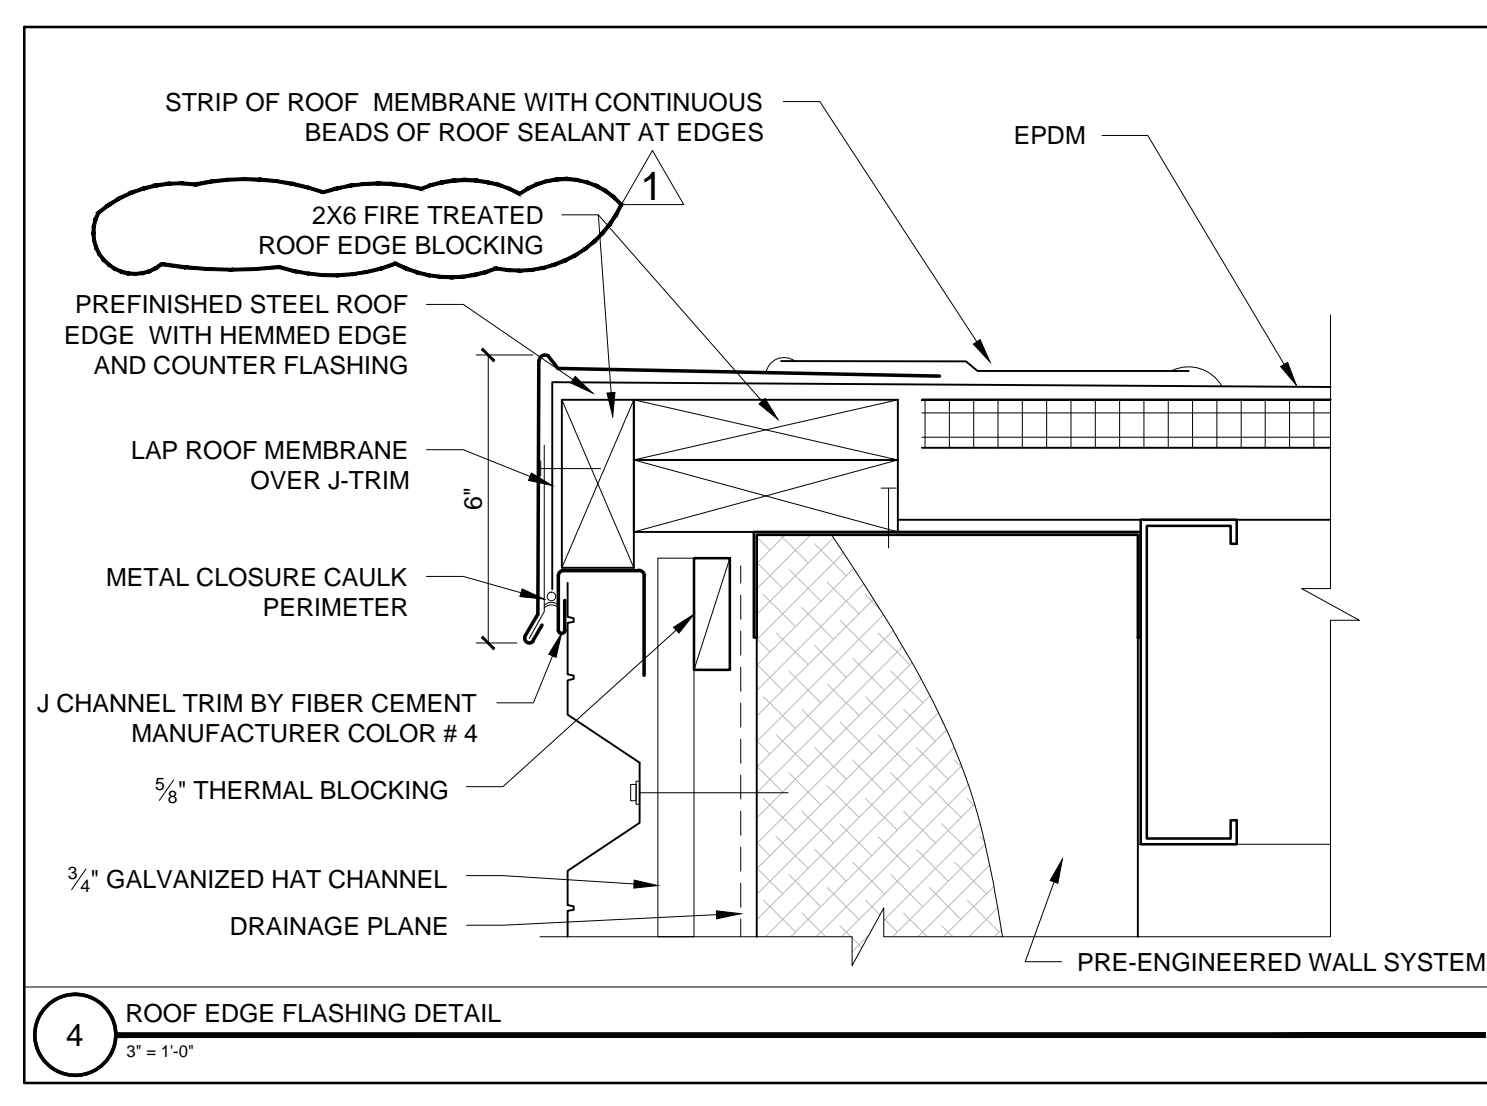 STRIP OF ROOF MEMBRANE WITH CONTINUOUS
BEADS OF ROOF SEALANT AT EDGES
EPDM
1
2X6 FIRE TREATED
ROOF EDGE BLOCKING
PREFINISHED STEEL ROOF
EDGE WITH HEMMED EDGE
AND COUNTER FLASHING
LAP ROOF MEMBRANE
OVER J-TRIM
6"
METAL CLOSURE CAULK
PERIMETER
J CHANNEL TRIM BY FIBER CEMENT
MANUFACTURER COLOR # 4
5⁄8" THERMAL BLOCKING
3⁄4" GALVANIZED HAT CHANNEL
DRAINAGE PLANE
PRE-ENGINEERED WALL SYSTEM
4
ROOF EDGE FLASHING DETAIL
3" = 1'-0"